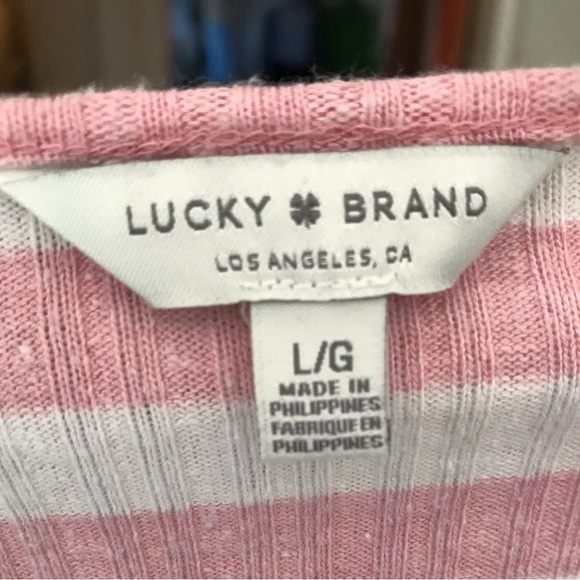 LUCKY BRAND
LOS ANGELES, CA
L/G
MADE IN
PHILIPPINES
FABRIQUE EN
PHILIPPINES